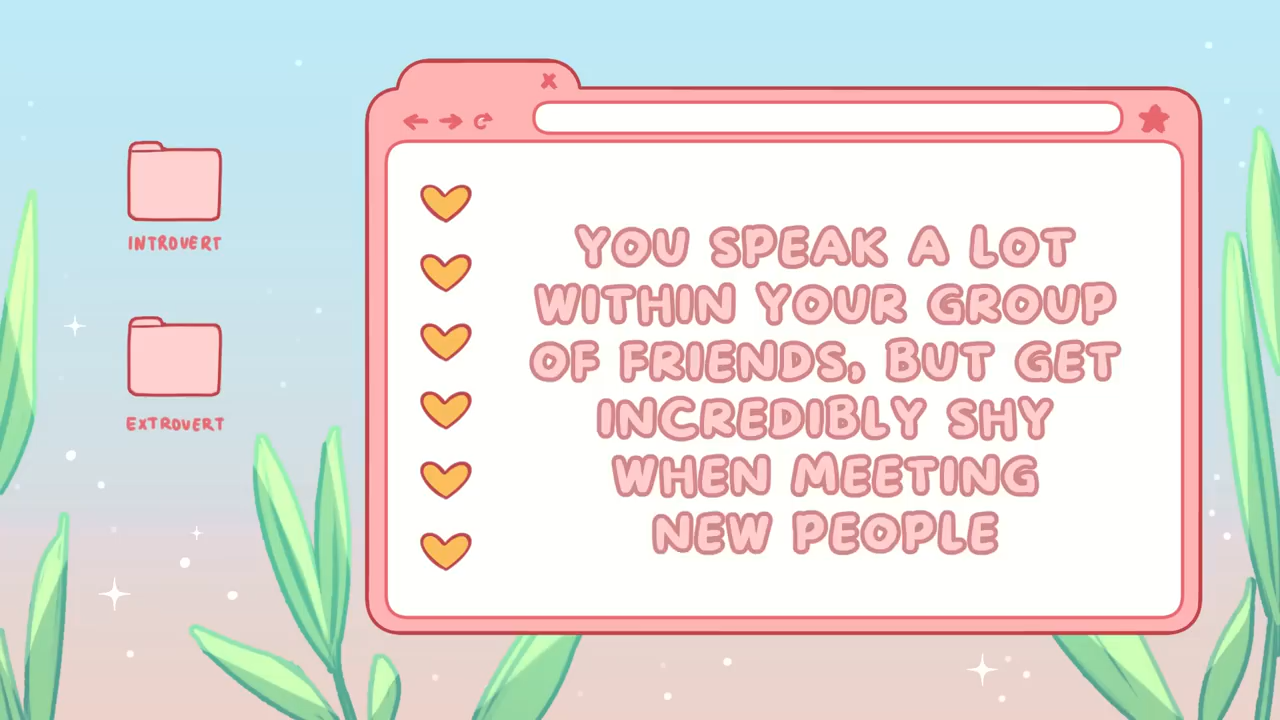 INTROVERT
EXTROVERT
YOU SPEAK A LOT
WITHIN YOUR GROUP
OF FRIENDS, BUT GET
INCREDIBLY SHY
WHEN MEETING
NEW PEOPLE